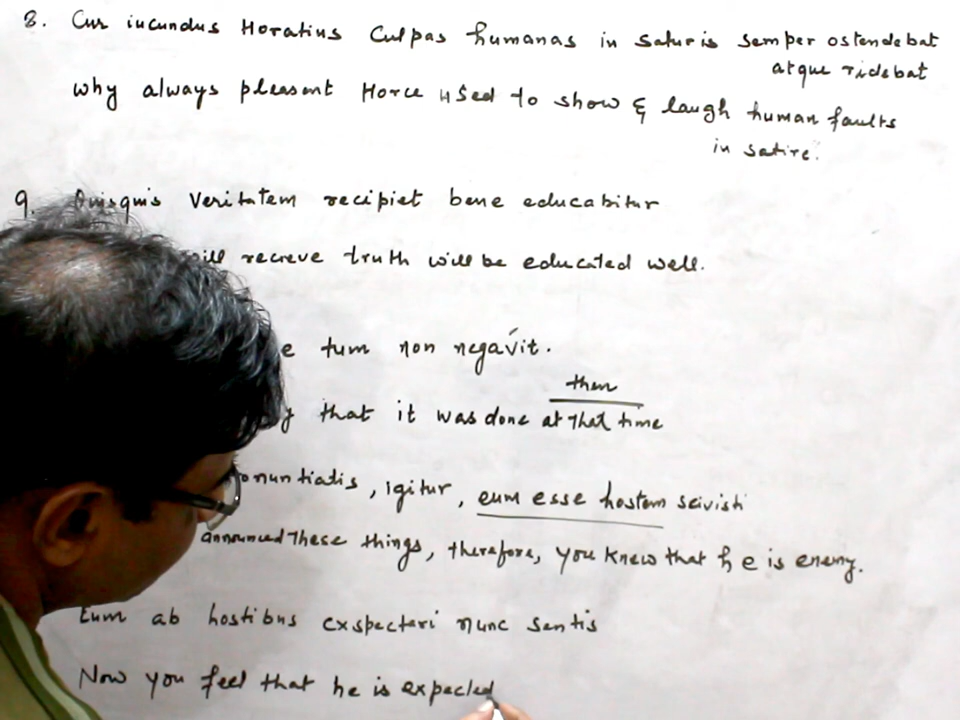 8. Cur iucundus Horatius Culpas humanas in saturis semper ostendebat
atque ridebat
why always pleasant Horce used to show & laugh human faults
in satire.
9. Quisquis Veritatem recipiet bene educabitur
will recieve truth will be educated well.
tum non negavit.
then
that it was done at that time
nuntiatis, igitur, eum esse hostem scivisti
announced these things, therefore, you knew that he is enemy.
Eum ab hostibus exspectari nunc sentis
Now you feel that he is expected